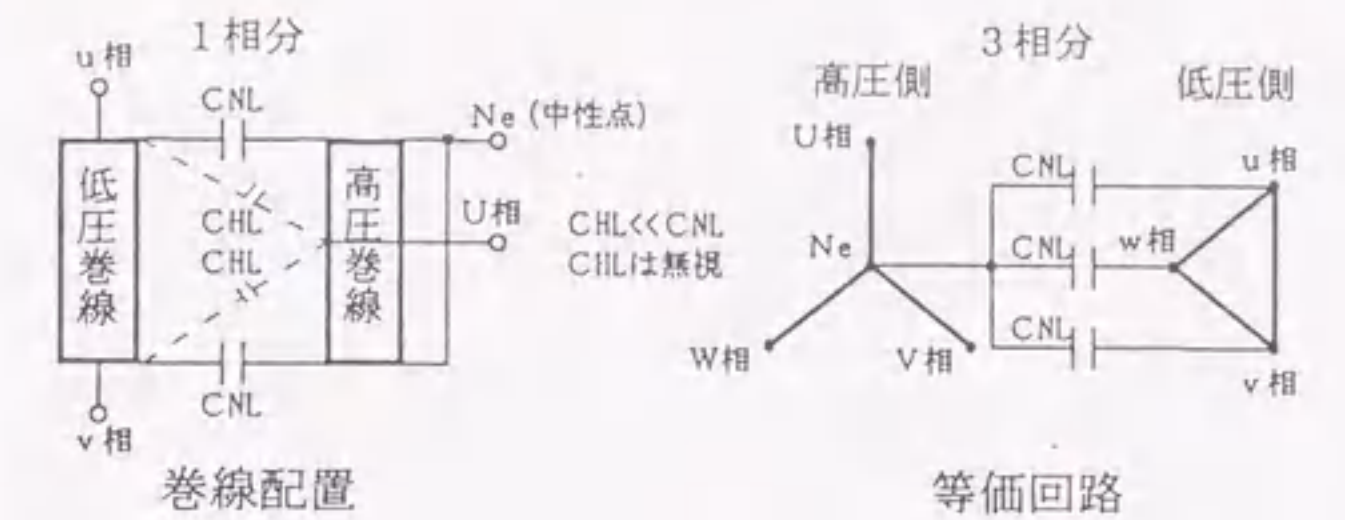 1相分
u相
CNL
Ne (中性点)
低圧巻線
CHL
CHL
高圧巻線
U相
CHL<<CNL
CHLは無視
CNL
v相
巻線配置
3相分
高圧側
低圧側
U相
CNL
u相
Ne
CNL
w相
CNL
W相
V相
v相
等価回路